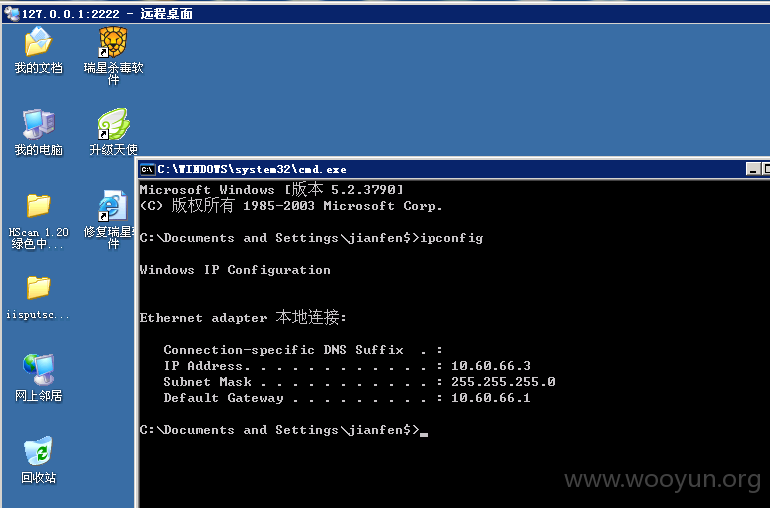 127.0.0.1:2222 - 远程桌面
我的文档
瑞星杀毒软
件
我的电脑
升级天使
HScan 1.20
绿色中...
修复瑞星
件
iisputsc...
网上邻居
回收站
C:\WINDOWS\system32\cmd.exe
Microsoft Windows [版本 5.2.3790]
(C) 版权所有 1985-2003 Microsoft Corp.
C:\Documents and Settings\jianfen$>ipconfig
Windows IP Configuration
Ethernet adapter 本地连接:
Connection-specific DNS Suffix  . :
IP Address. . . . . . . . . . . . : 10.60.66.3
Subnet Mask . . . . . . . . . . . : 255.255.255.0
Default Gateway . . . . . . . . . : 10.60.66.1
C:\Documents and Settings\jianfen$>
www.wooyun.org